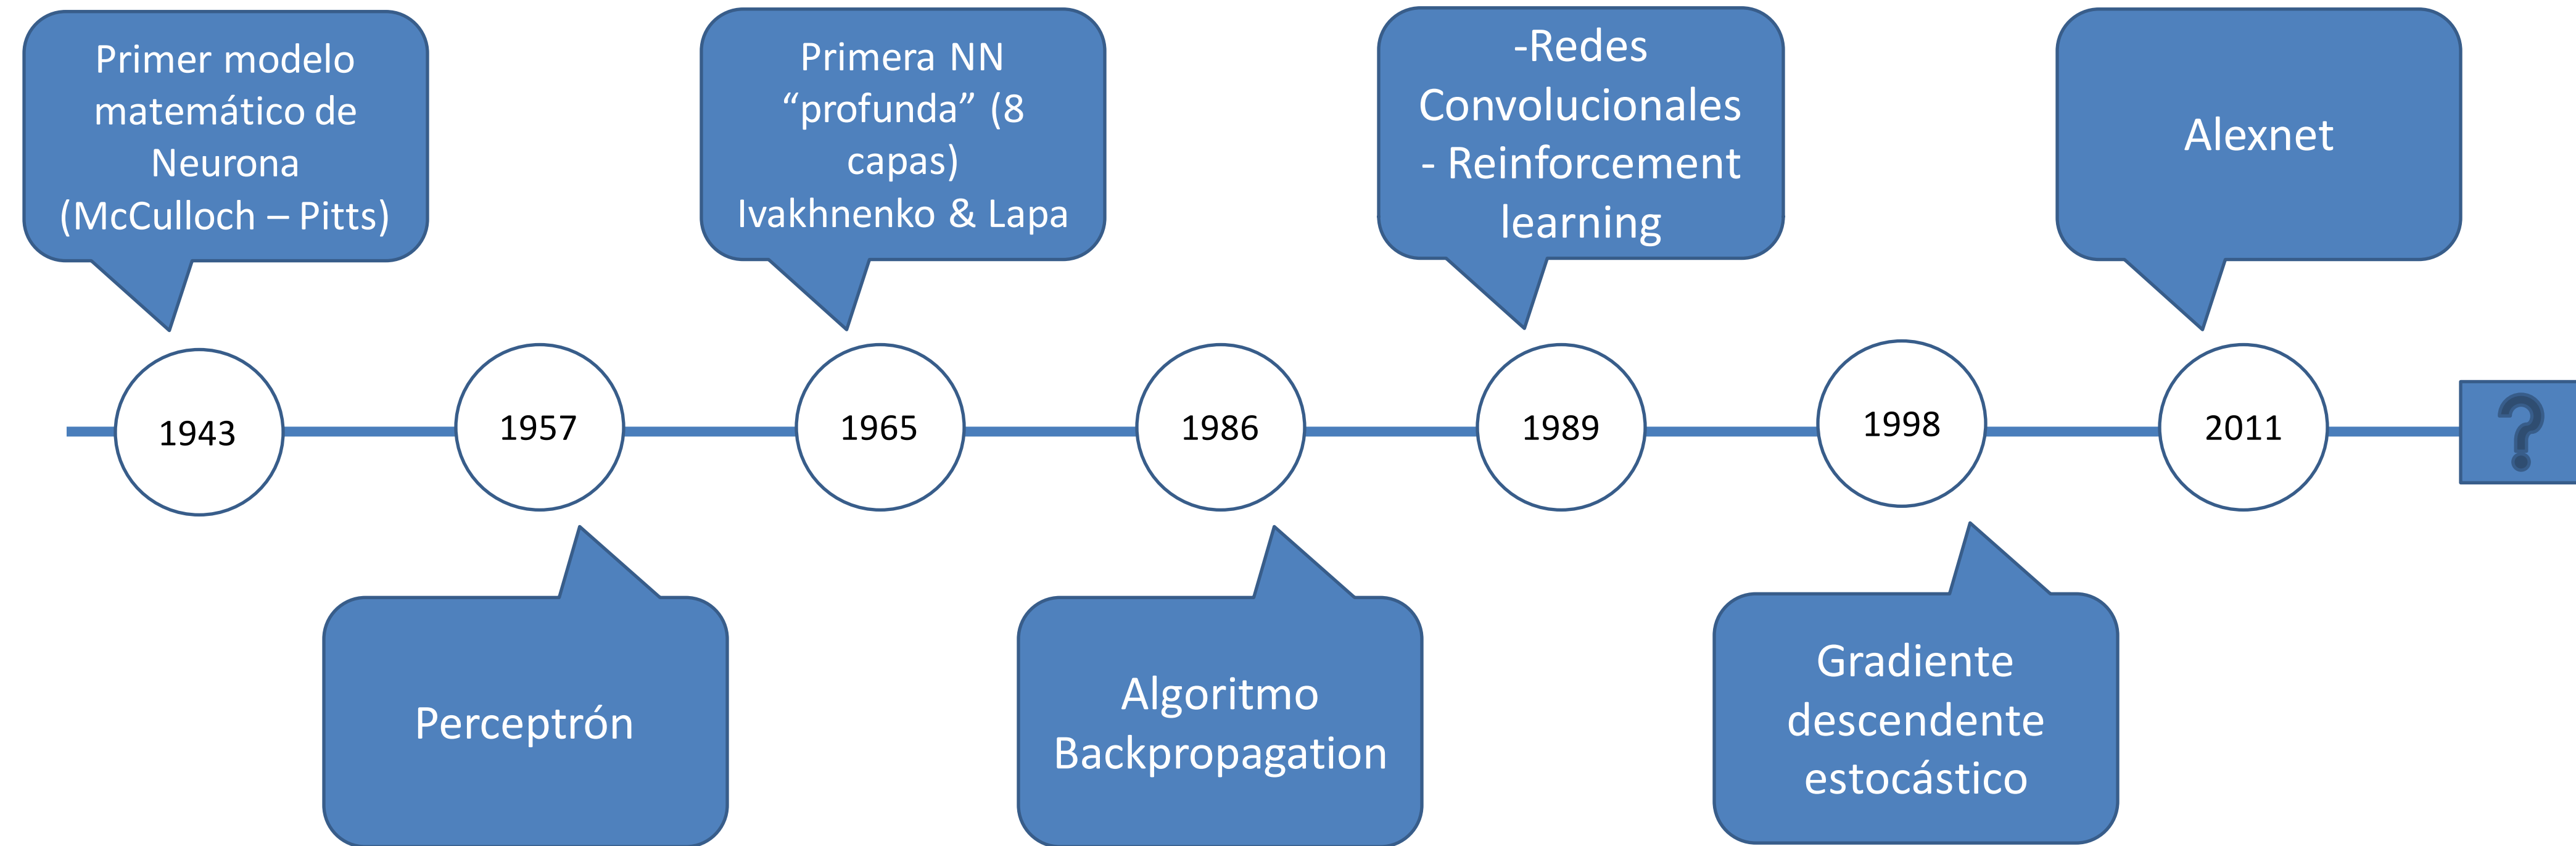 Primer modelo
matemático de
Neurona
(McCulloch – Pitts)
Primera NN
“profunda” (8
capas)
Ivakhnenko & Lapa
-Redes
Convolucionales
- Reinforcement
learning
Alexnet
1943
1957
1965
1986
1989
1998
2011
?
Perceptrón
Algoritmo
Backpropagation
Gradiente
descendente
estocástico